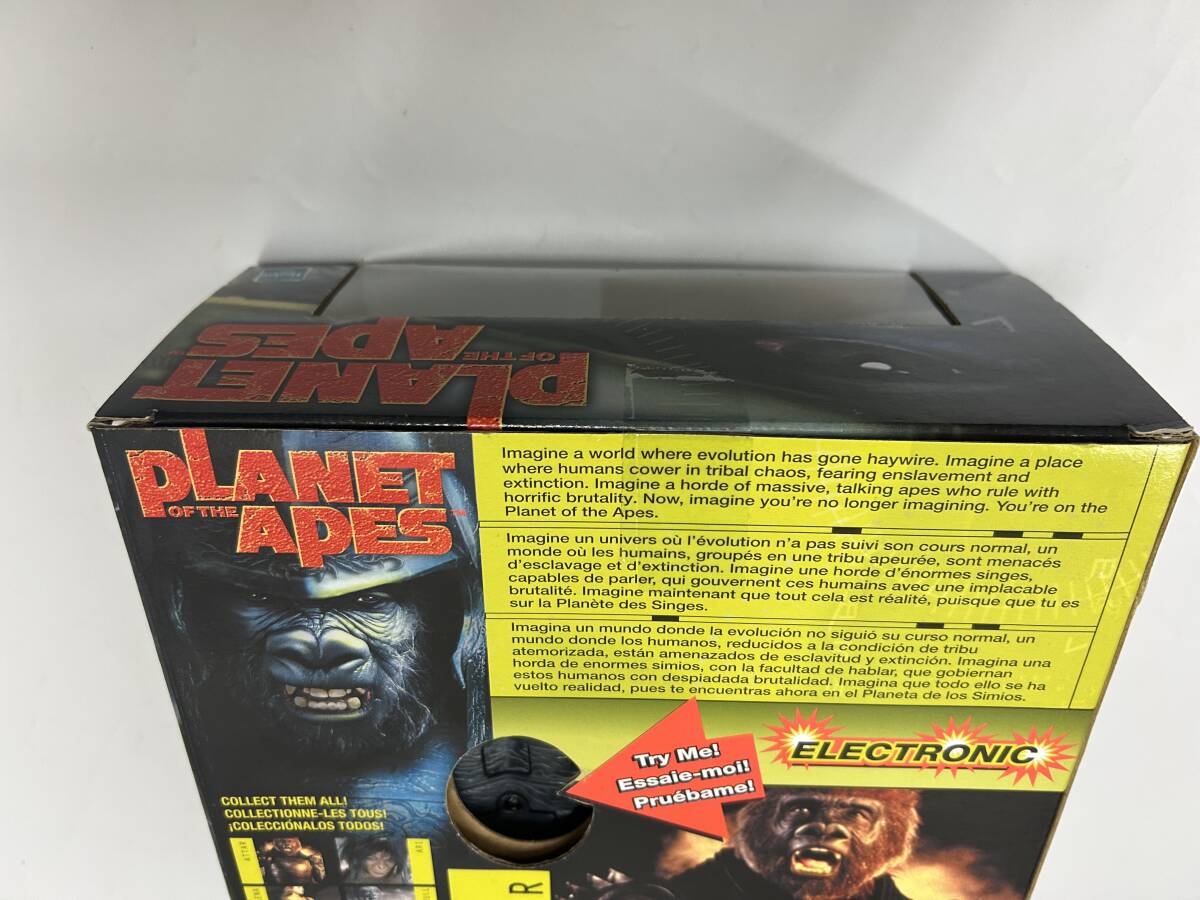 PLANET
OF THE
APES
PLANET
OF THE
APES
TM
Imagine a world where evolution has gone haywire. Imagine a place
where humans cower in tribal chaos, fearing enslavement and
extinction. Imagine a horde of massive, talking apes who rule with
horrific brutality. Now, imagine you're no longer imagining. You're on the
Planet of the Apes.
Imagine un univers où l'évolution n'a pas suivi son cours normal, un
monde où les humains, groupés en une tribu apeurée, sont menacés
d'esclavage et d'extinction. Imagine une horde d'énormes singes,
capables de parler, qui gouvernent ces humains avec une implacable
brutalité. Imagine maintenant que tout cela est réalité, puisque que tu es
sur la Planète des Singes.
Imagina un mundo donde la evolución no siguió su curso normal, un
mundo donde los humanos, reducidos a la condición de tribu
atemorizada, están amenazados de esclavitud y extinción. Imagina una
horda de enormes simios, con la facultad de hablar, que gobiernan
estos humanos con despiadada brutalidad. Imagina que todo ello se ha
vuelto realidad, pues te encuentras ahora en el Planeta de los Simios.
Try Me!
Essaie-moi!
Pruébame!
ELECTRONIC
COLLECT THEM ALL!
COLLECTIONNE-LES TOUS!
¡COLECCIÓNALOS TODOS!
ATTAR
ARI
R